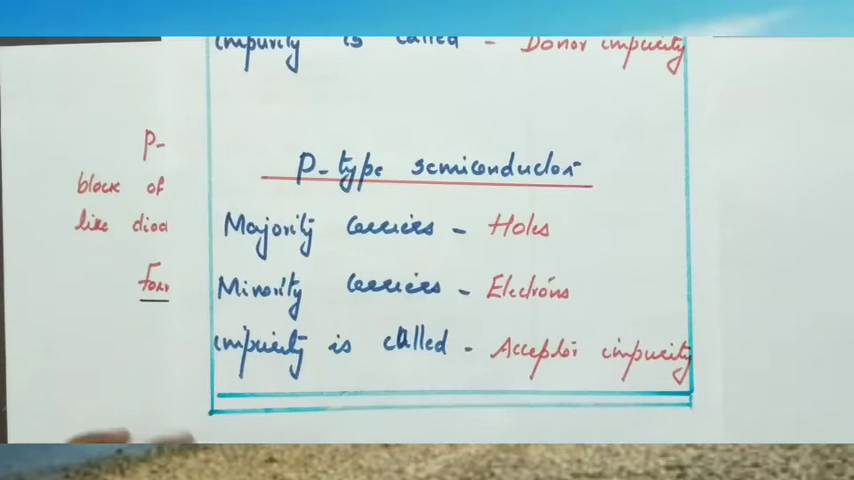 impurity is called - Donor impurity
P-
block of
like diod
For
P-type semiconductor
Majority carriers - Holes
Minority carriers - Electrons
impurity is called - Acceptor impurity